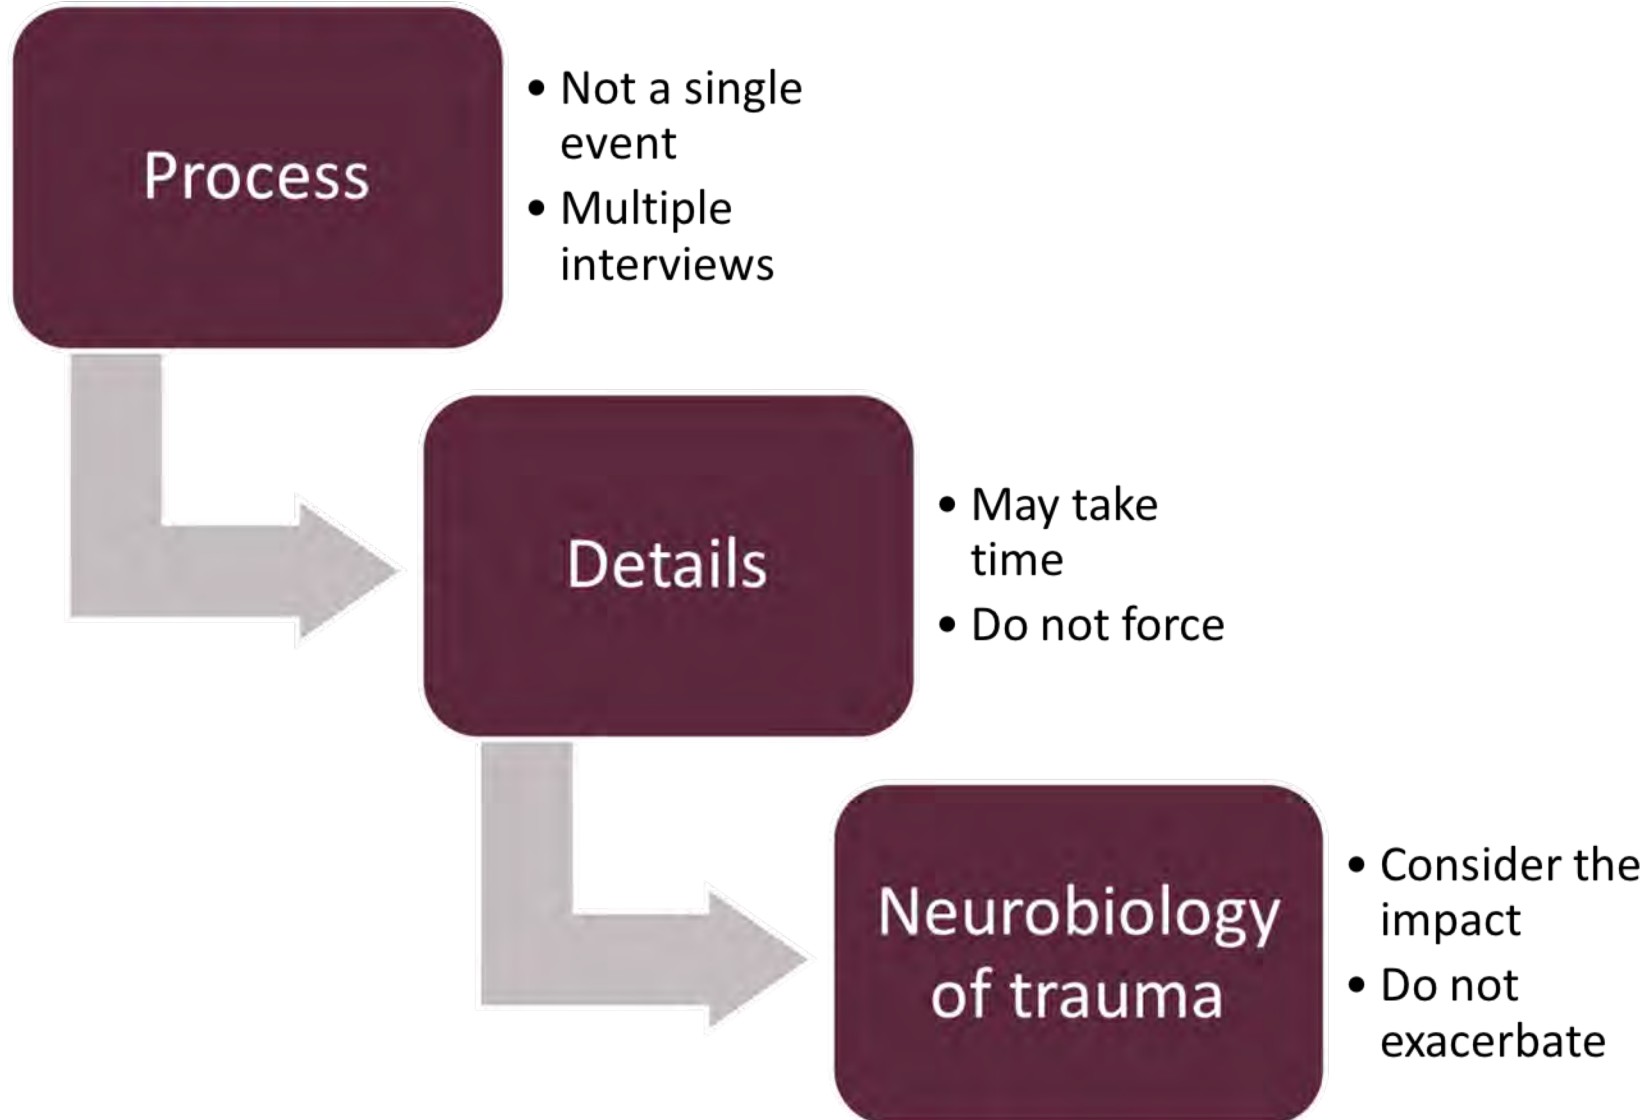 Process
• Not a single
event
• Multiple
interviews
Details
• May take
time
• Do not force
Neurobiology
of trauma
• Consider the
impact
• Do not
exacerbate